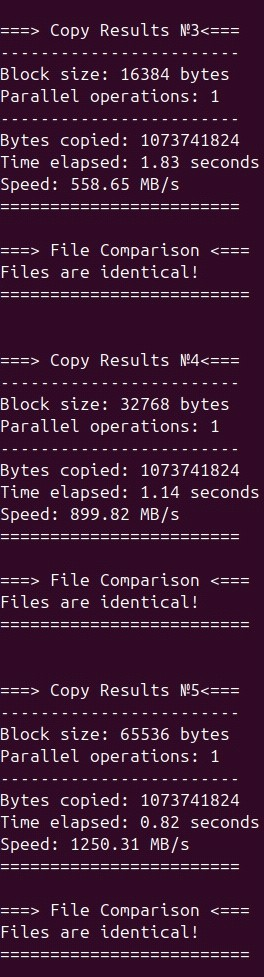 ===> Copy Results №3<===
------------------------
Block size: 16384 bytes
Parallel operations: 1
------------------------
Bytes copied: 1073741824
Time elapsed: 1.83 seconds
Speed: 558.65 MB/s
========================
===> File Comparison <===
Files are identical!
=========================
===> Copy Results №4<===
------------------------
Block size: 32768 bytes
Parallel operations: 1
------------------------
Bytes copied: 1073741824
Time elapsed: 1.14 seconds
Speed: 899.82 MB/s
========================
===> File Comparison <===
Files are identical!
=========================
===> Copy Results №5<===
------------------------
Block size: 65536 bytes
Parallel operations: 1
------------------------
Bytes copied: 1073741824
Time elapsed: 0.82 seconds
Speed: 1250.31 MB/s
========================
===> File Comparison <===
Files are identical!
=========================